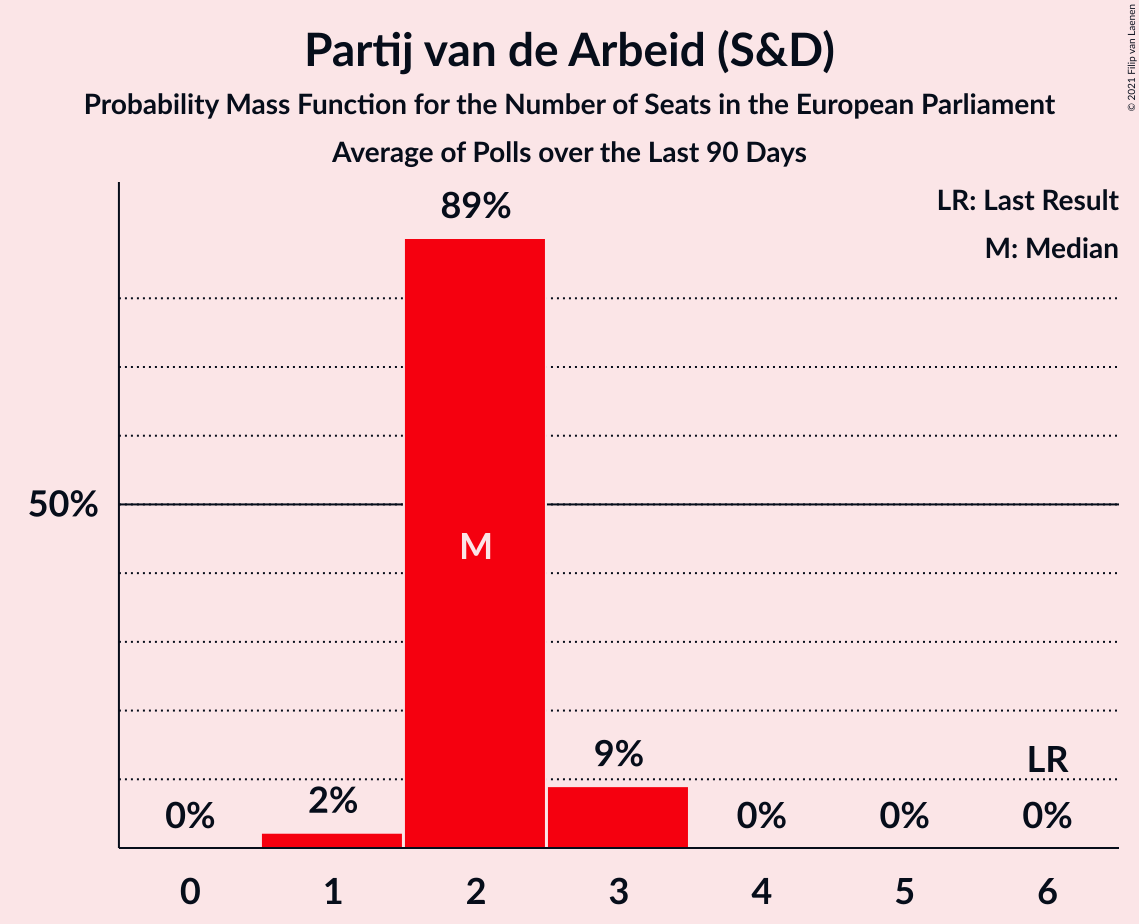 Partij van de Arbeid (S&D)
Probability Mass Function for the Number of Seats in the European Parliament
Average of Polls over the Last 90 Days
© 2021 Filip van Laenen
LR: Last Result
M: Median
89%
50%
M
9%
LR
2%
0%
0%
0%
0%
0 1 2 3 4 5 6